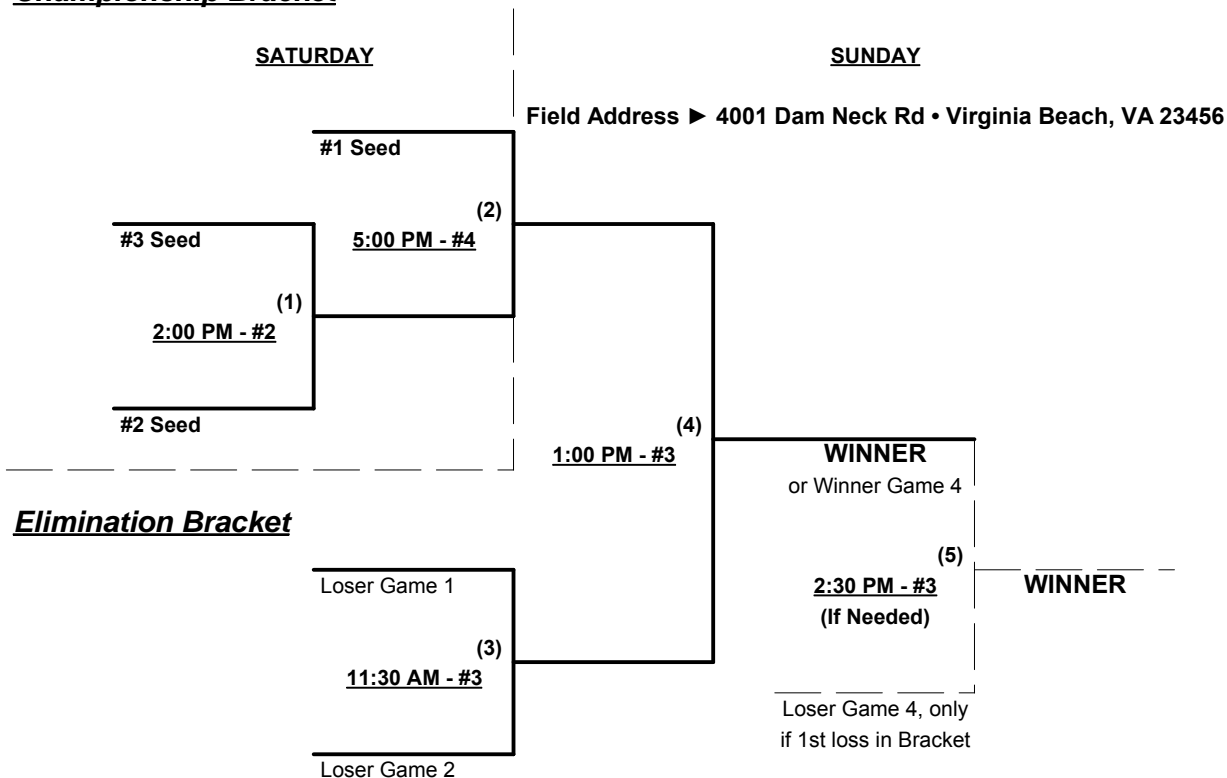 Championship Bracket
SATURDAY
SUNDAY
Field Address ► 4001 Dam Neck Rd • Virginia Beach, VA 23456
#1 Seed
(2)
5:00 PM - #4
#3 Seed
(1)
2:00 PM - #2
#2 Seed
(4)
1:00 PM - #3
WINNER
or Winner Game 4
Elimination Bracket
(5)
2:30 PM - #3
(If Needed)
WINNER
Loser Game 1
(3)
11:30 AM - #3
Loser Game 4, only
if 1st loss in Bracket
Loser Game 2